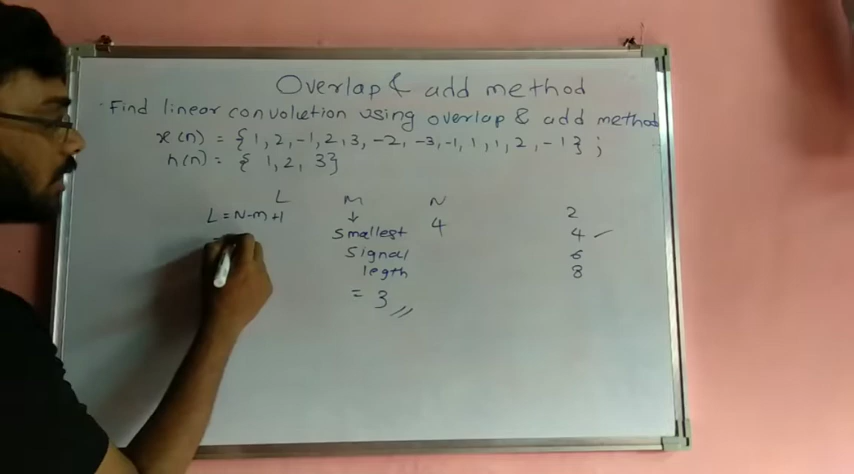 Overlap & add method
Find linear convolution using overlap & add method
x(n) = {1, 2, -1, 2, 3, -2, -3, -1, 1, 1, 2, -1} ;
h(n) = { 1, 2, 3}
L M N
L = N-m+1
↓
Smallest
Signal
legth
= 3 //
4
2
4
6
8